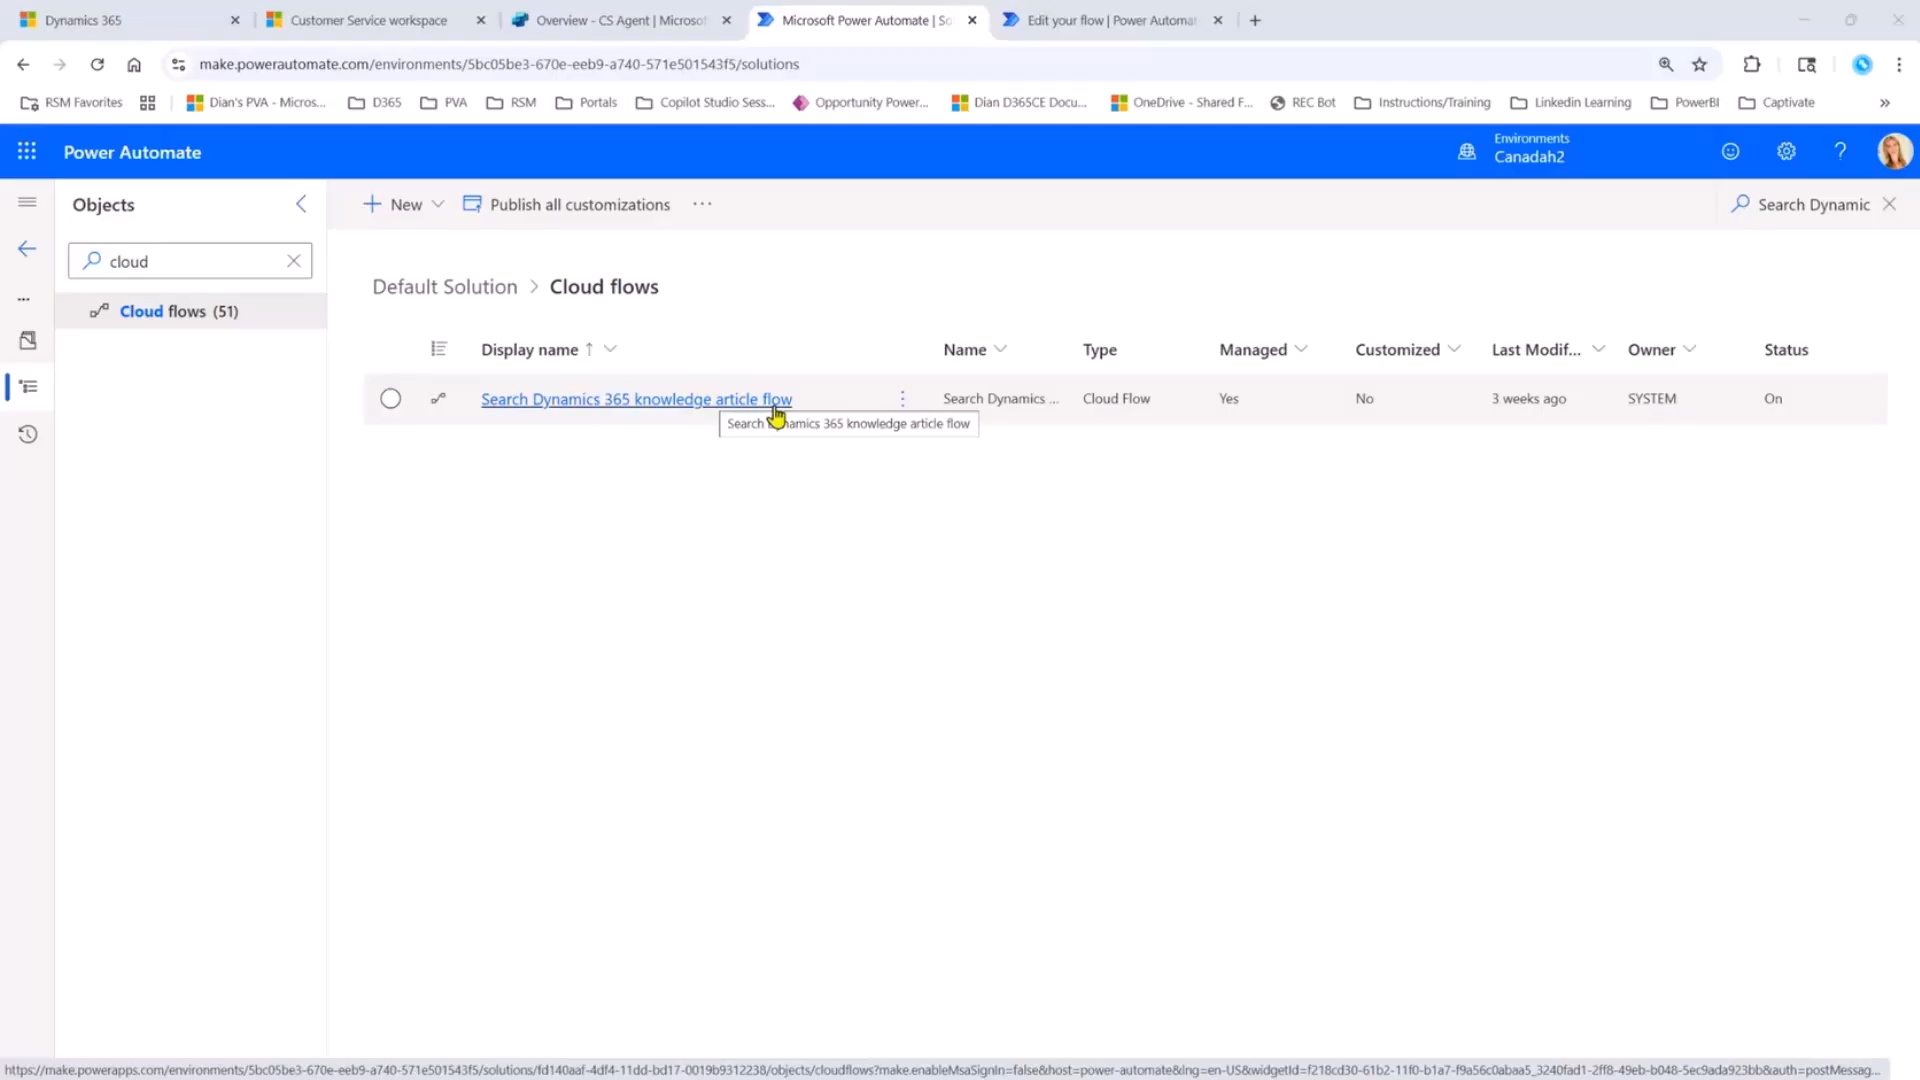 Dynamics 365
Customer Service workspace
Overview - CS Agent | Microsof
Microsoft Power Automate | So
Edit your flow | Power Automat
make.powerautomate.com/environments/5bc05be3-670e-eeb9-a740-571e501543f5/solutions
RSM Favorites
Dian's PVA - Micros...
D365
PVA
RSM
Portals
Copilot Studio Sess...
Opportunity Power...
Dian D365CE Docu...
OneDrive - Shared F...
REC Bot
Instructions/Training
Linkedin Learning
PowerBI
Captivate
»
Power Automate
Environments
Canadah2
Objects
New
Publish all customizations
Search Dynamic
cloud
Cloud flows (51)
Default Solution > Cloud flows
Display name ↑
Name
Type
Managed
Customized
Last Modif...
Owner
Status
Search Dynamics 365 knowledge article flow
Search Dynamics ...
Cloud Flow
Yes
No
3 weeks ago
SYSTEM
On
Search Dynamics 365 knowledge article flow
https://make.powerapps.com/environments/5bc05be3-670e-eeb9-a740-571e501543f5/solutions/fd140aaf-4df4-11dd-bd17-0019b9312238/objects/cloudflows?make.enableMsaSignIn=false&host=power-automate&lng=en-US&widgetId=f218cd30-61b2-11f0-b1a7-f9a56c0abaa5_3240fad1-2ff8-49eb-b048-5ec9ada923bb&auth=postMessag...